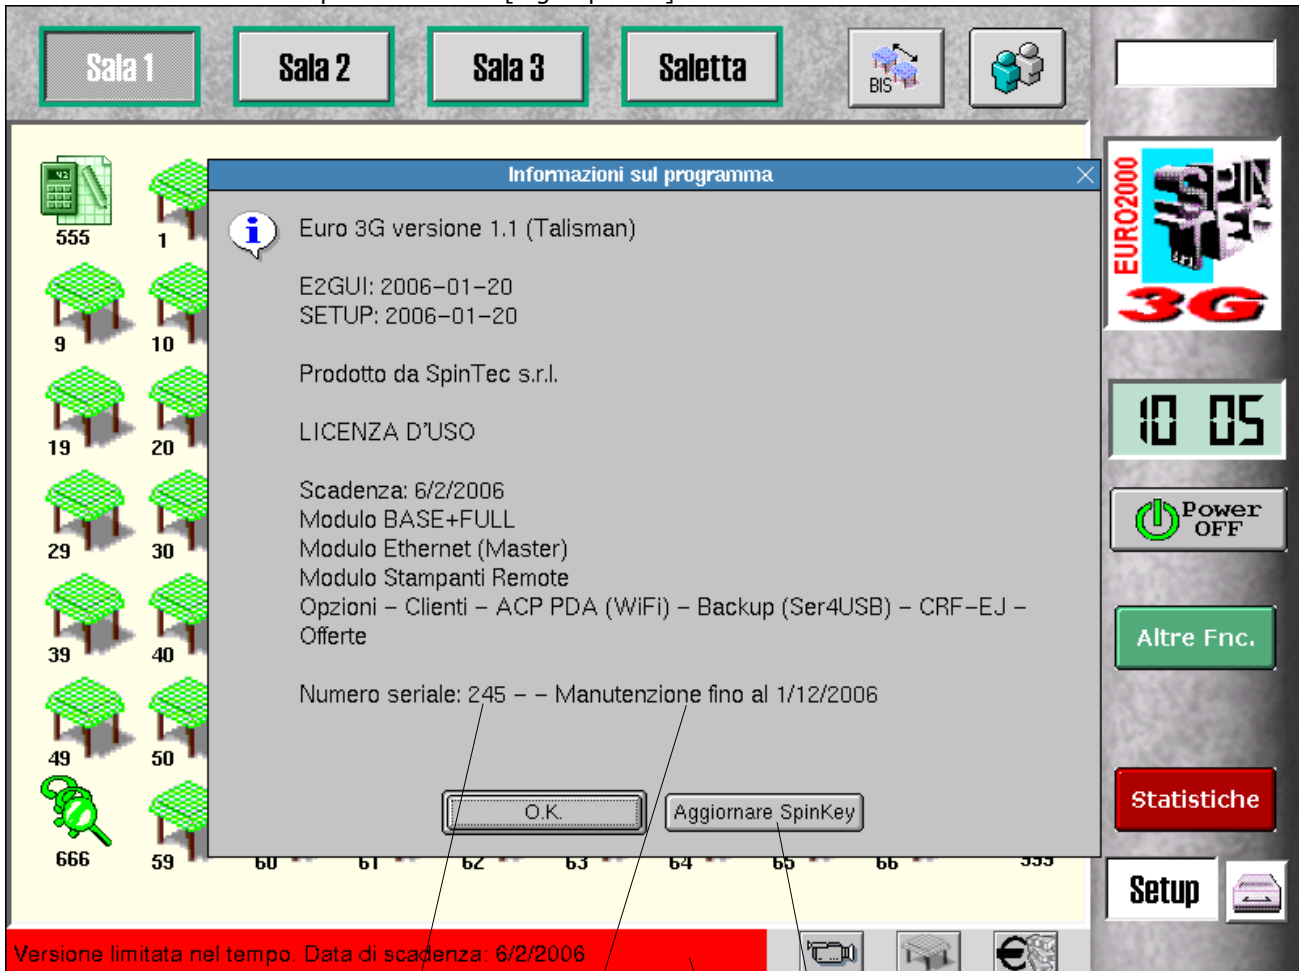 Sala 1
Sala 2
Sala 3
Saletta
BIS
Informazioni sul programma
Euro 3G versione 1.1 (Talisman)
E2GUI: 2006-01-20
SETUP: 2006-01-20
Prodotto da SpinTec s.r.l.
LICENZA D'USO
Scadenza: 6/2/2006
Modulo BASE+FULL
Modulo Ethernet (Master)
Modulo Stampanti Remote
Opzioni - Clienti - ACP PDA (WiFi) - Backup (Ser4USB) - CRF-EJ -
Offerte
Numero seriale: 245 - - Manutenzione fino al 1/12/2006
O.K.
Aggiornare SpinKey
555
1
9
10
19
20
29
30
39
40
49
50
666
59
60
61
62
63
64
65
66
999
EURO2000
SPIN
TEC
3G
10 05
Power
OFF
Altre Fnc.
Statistiche
Setup
Versione limitata nel tempo. Data di scadenza: 6/2/2006